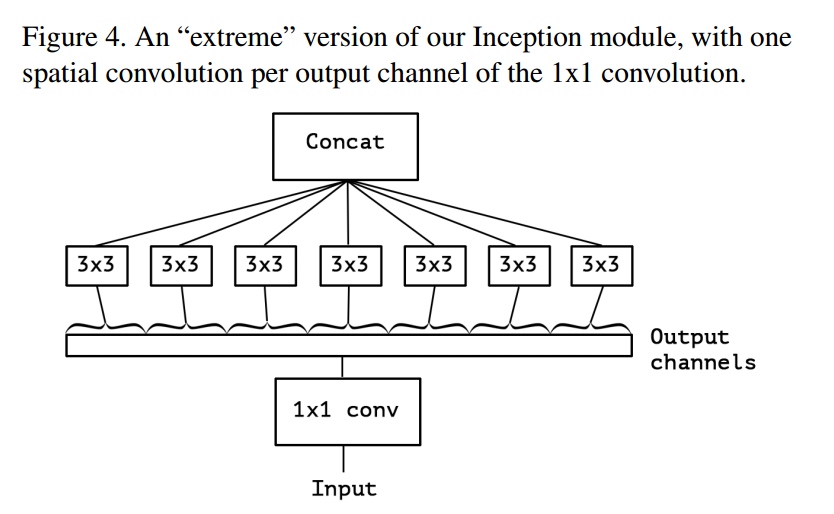 Figure 4. An “extreme” version of our Inception module, with one
spatial convolution per output channel of the 1x1 convolution.
Concat
3x3 3x3 3x3 3x3 3x3 3x3 3x3
Output
channels
1x1 conv
Input